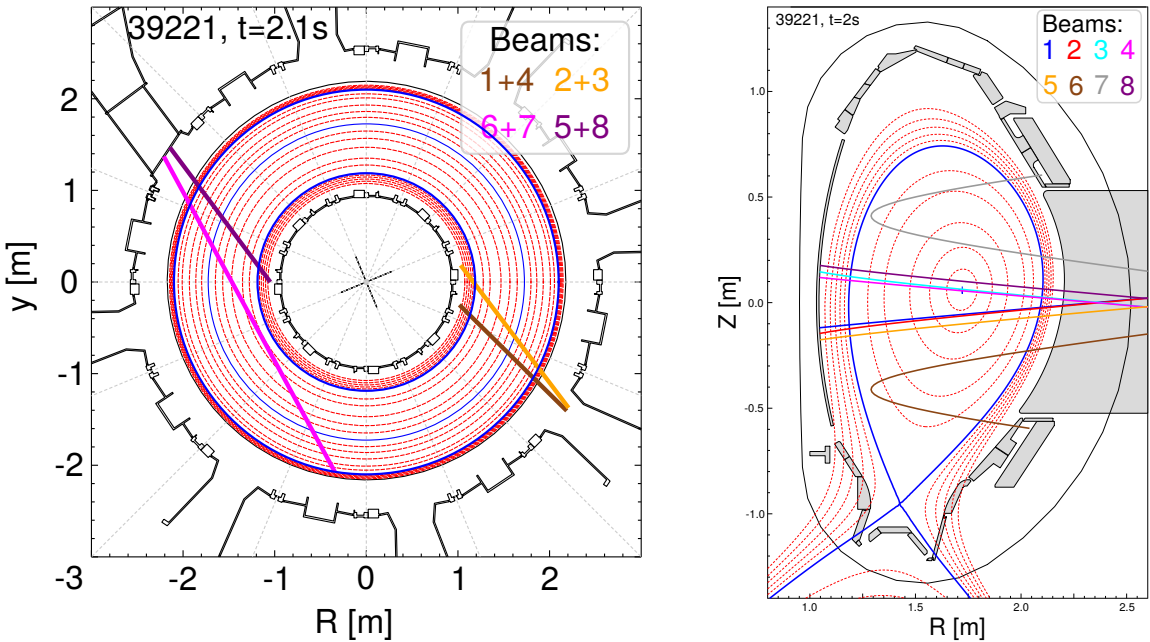 39221, t=2.1s
Beams:
1+4 2+3
6+7 5+8
2
1
0
-1
-2
-3 -2 -1 0 1 2
y [m]
R [m]
39221, t=2s
Beams:
1 2 3 4
5 6 7 8
1.0
0.5
0.0
-0.5
-1.0
1.0 1.5 2.0 2.5
Z [m]
R [m]